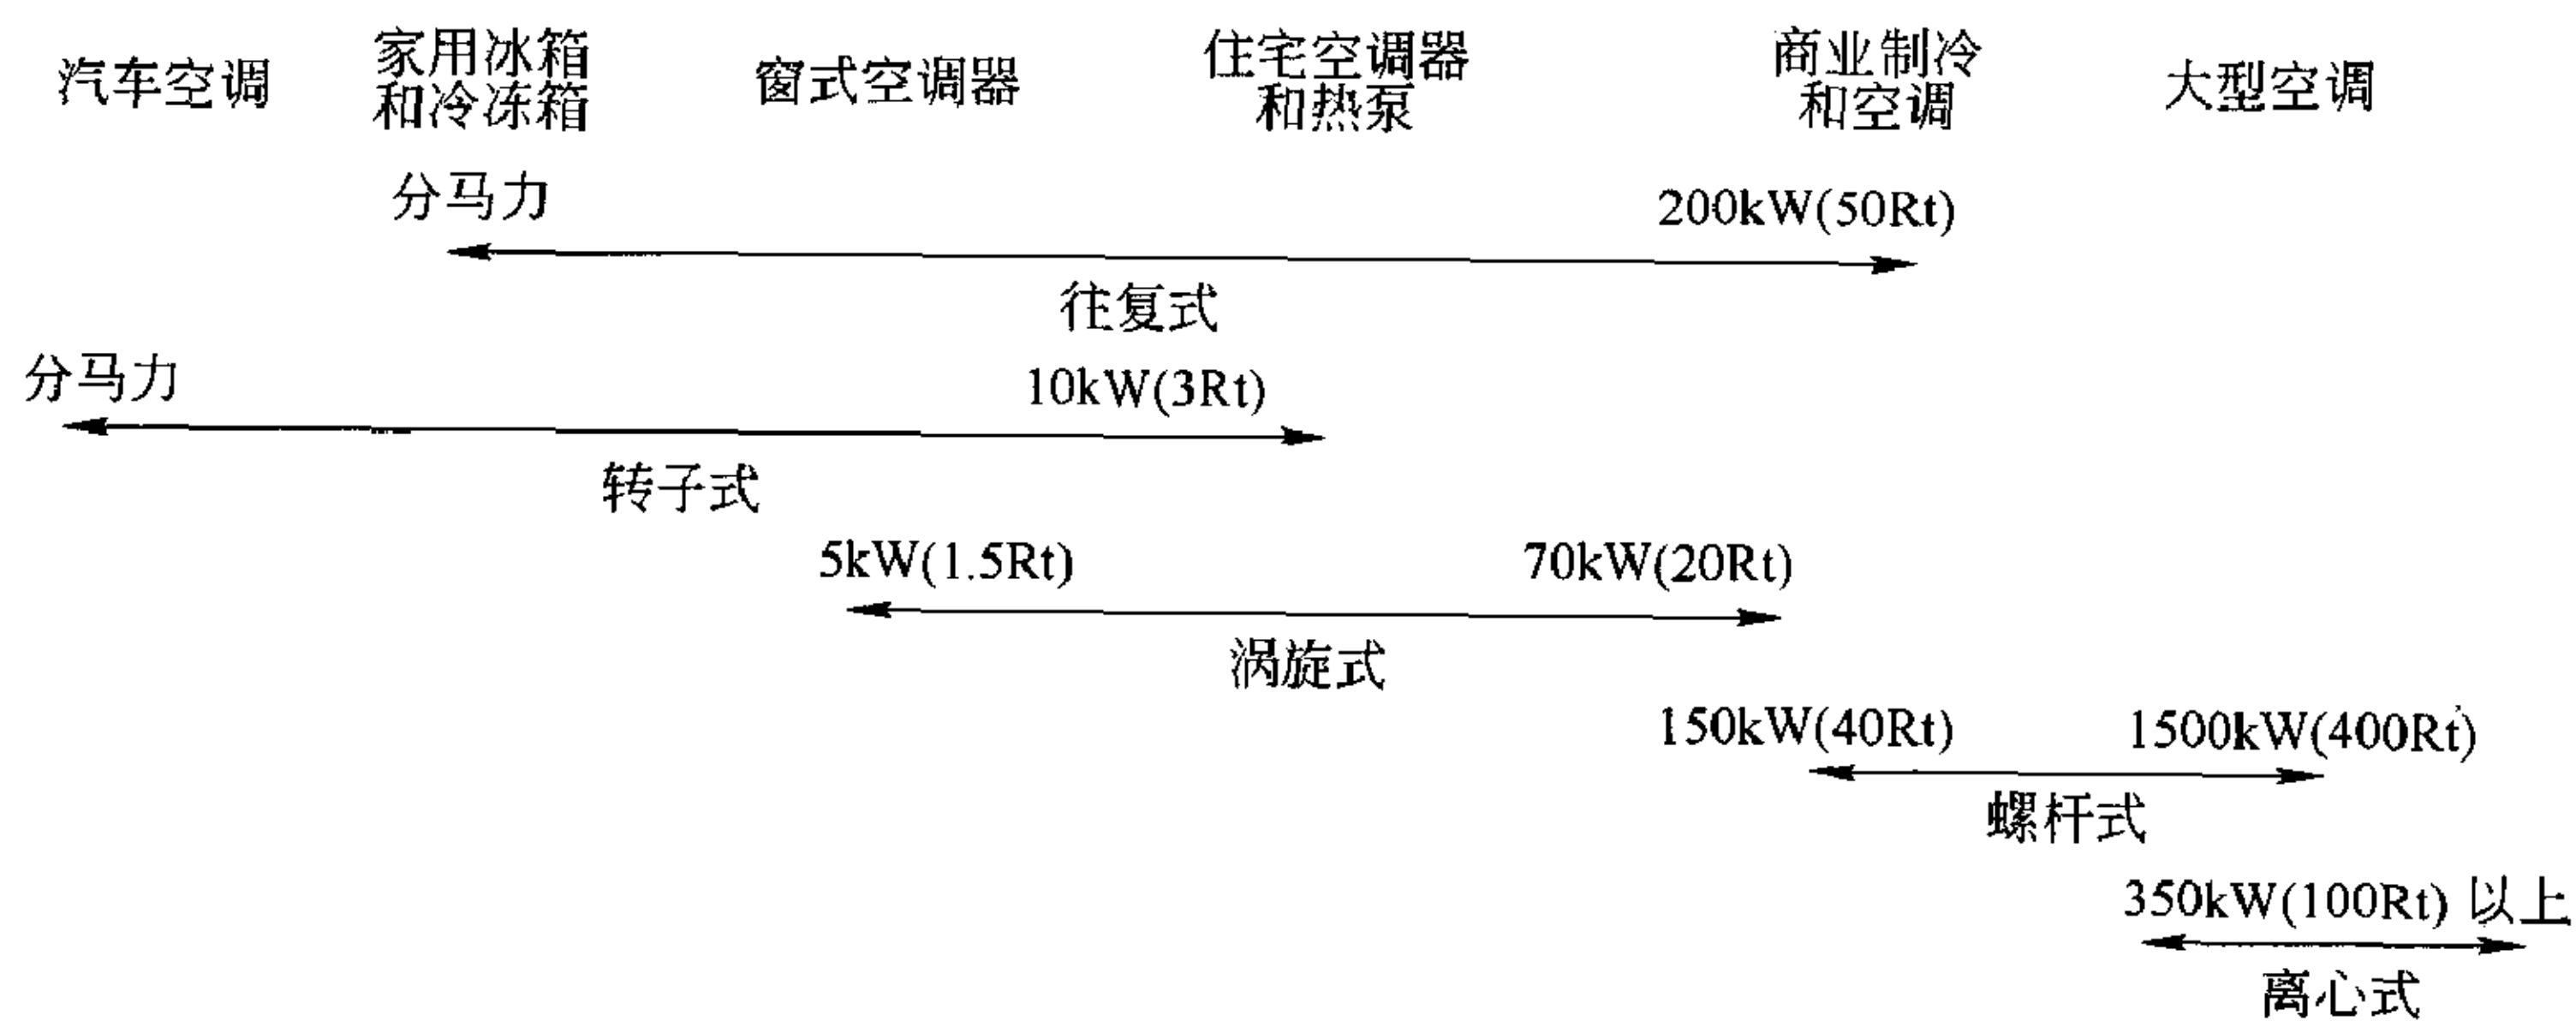 汽车空调
家用冰箱
和冷冻箱
窗式空调器
住宅空调器
和热泵
商业制冷
和空调
大型空调
分马力
200kW(50Rt)
往复式
分马力
10kW(3Rt)
转子式
5kW(1.5Rt)
70kW(20Rt)
涡旋式
150kW(40Rt)
1500kW(400Rt)
螺杆式
350kW(100Rt) 以上
离心式